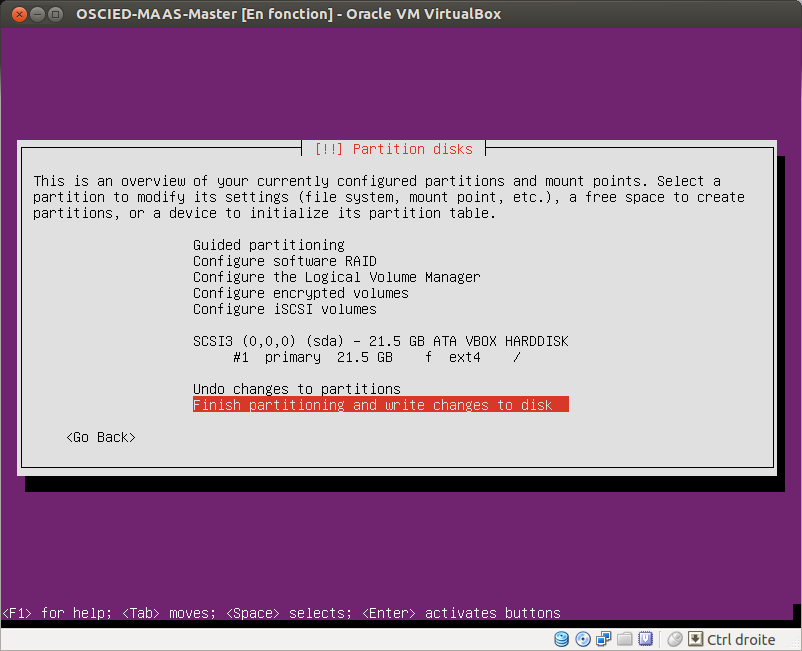 OSCIED-MAAS-Master [En fonction] - Oracle VM VirtualBox
[!!] Partition disks
This is an overview of your currently configured partitions and mount points. Select a
partition to modify its settings (file system, mount point, etc.), a free space to create
partitions, or a device to initialize its partition table.
Guided partitioning
Configure software RAID
Configure the Logical Volume Manager
Configure encrypted volumes
Configure iSCSI volumes
SCSI3 (0,0,0) (sda) - 21.5 GB ATA VBOX HARDDISK
#1 primary 21.5 GB f ext4 /
Undo changes to partitions
Finish partitioning and write changes to disk
<Go Back>
<F1> for help; <Tab> moves; <Space> selects; <Enter> activates buttons
Ctrl droite